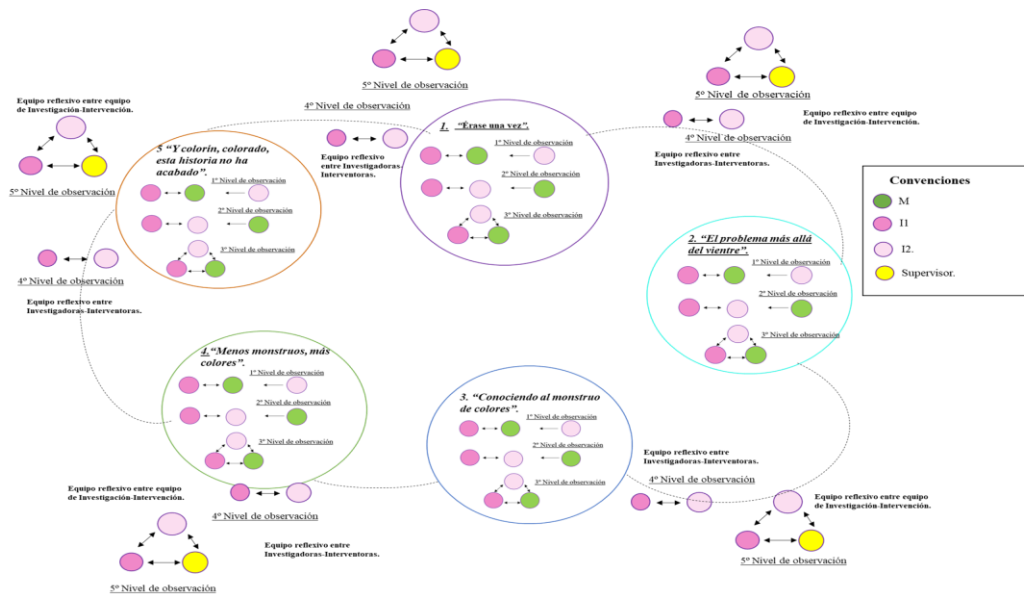 5º Nivel de observación
4º Nivel de observación
Equipo reflexivo
entre Investigadoras-
Interventoras.
1. "Érase una vez".
1º Nivel de observación
2º Nivel de observación
3º Nivel de observación
5º Nivel de observación
Equipo reflexivo entre equipo
de Investigación-Intervención.
4º Nivel de observación
Equipo reflexivo entre
Investigadoras-Interventoras.
Convenciones
M
I1
I2.
Supervisor.
2. "El problema más allá
del vientre".
1º Nivel de observación
2º Nivel de observación
3º Nivel de observación
Equipo reflexivo entre
Investigadoras-Interventoras.
4º Nivel de observación
Equipo reflexivo entre equipo
de Investigación-Intervención.
5º Nivel de observación
3. "Conociendo al monstruo
de colores".
1º Nivel de observación
2º Nivel de observación
3º Nivel de observación
4."Menos monstruos, más
colores".
1º Nivel de observación
2º Nivel de observación
3º Nivel de observación
Equipo reflexivo entre equipo
de Investigación-Intervención.
4º Nivel de observación
Equipo reflexivo entre
Investigadoras-Interventoras.
5º Nivel de observación
5 "Y colorin, colorado,
esta historia no ha
acabado".
1º Nivel de observación
2º Nivel de observación
3º Nivel de observación
Equipo reflexivo entre equipo
de Investigación-Intervención.
5º Nivel de observación
4º Nivel de observación
Equipo reflexivo entre
Investigadoras-Interventoras.